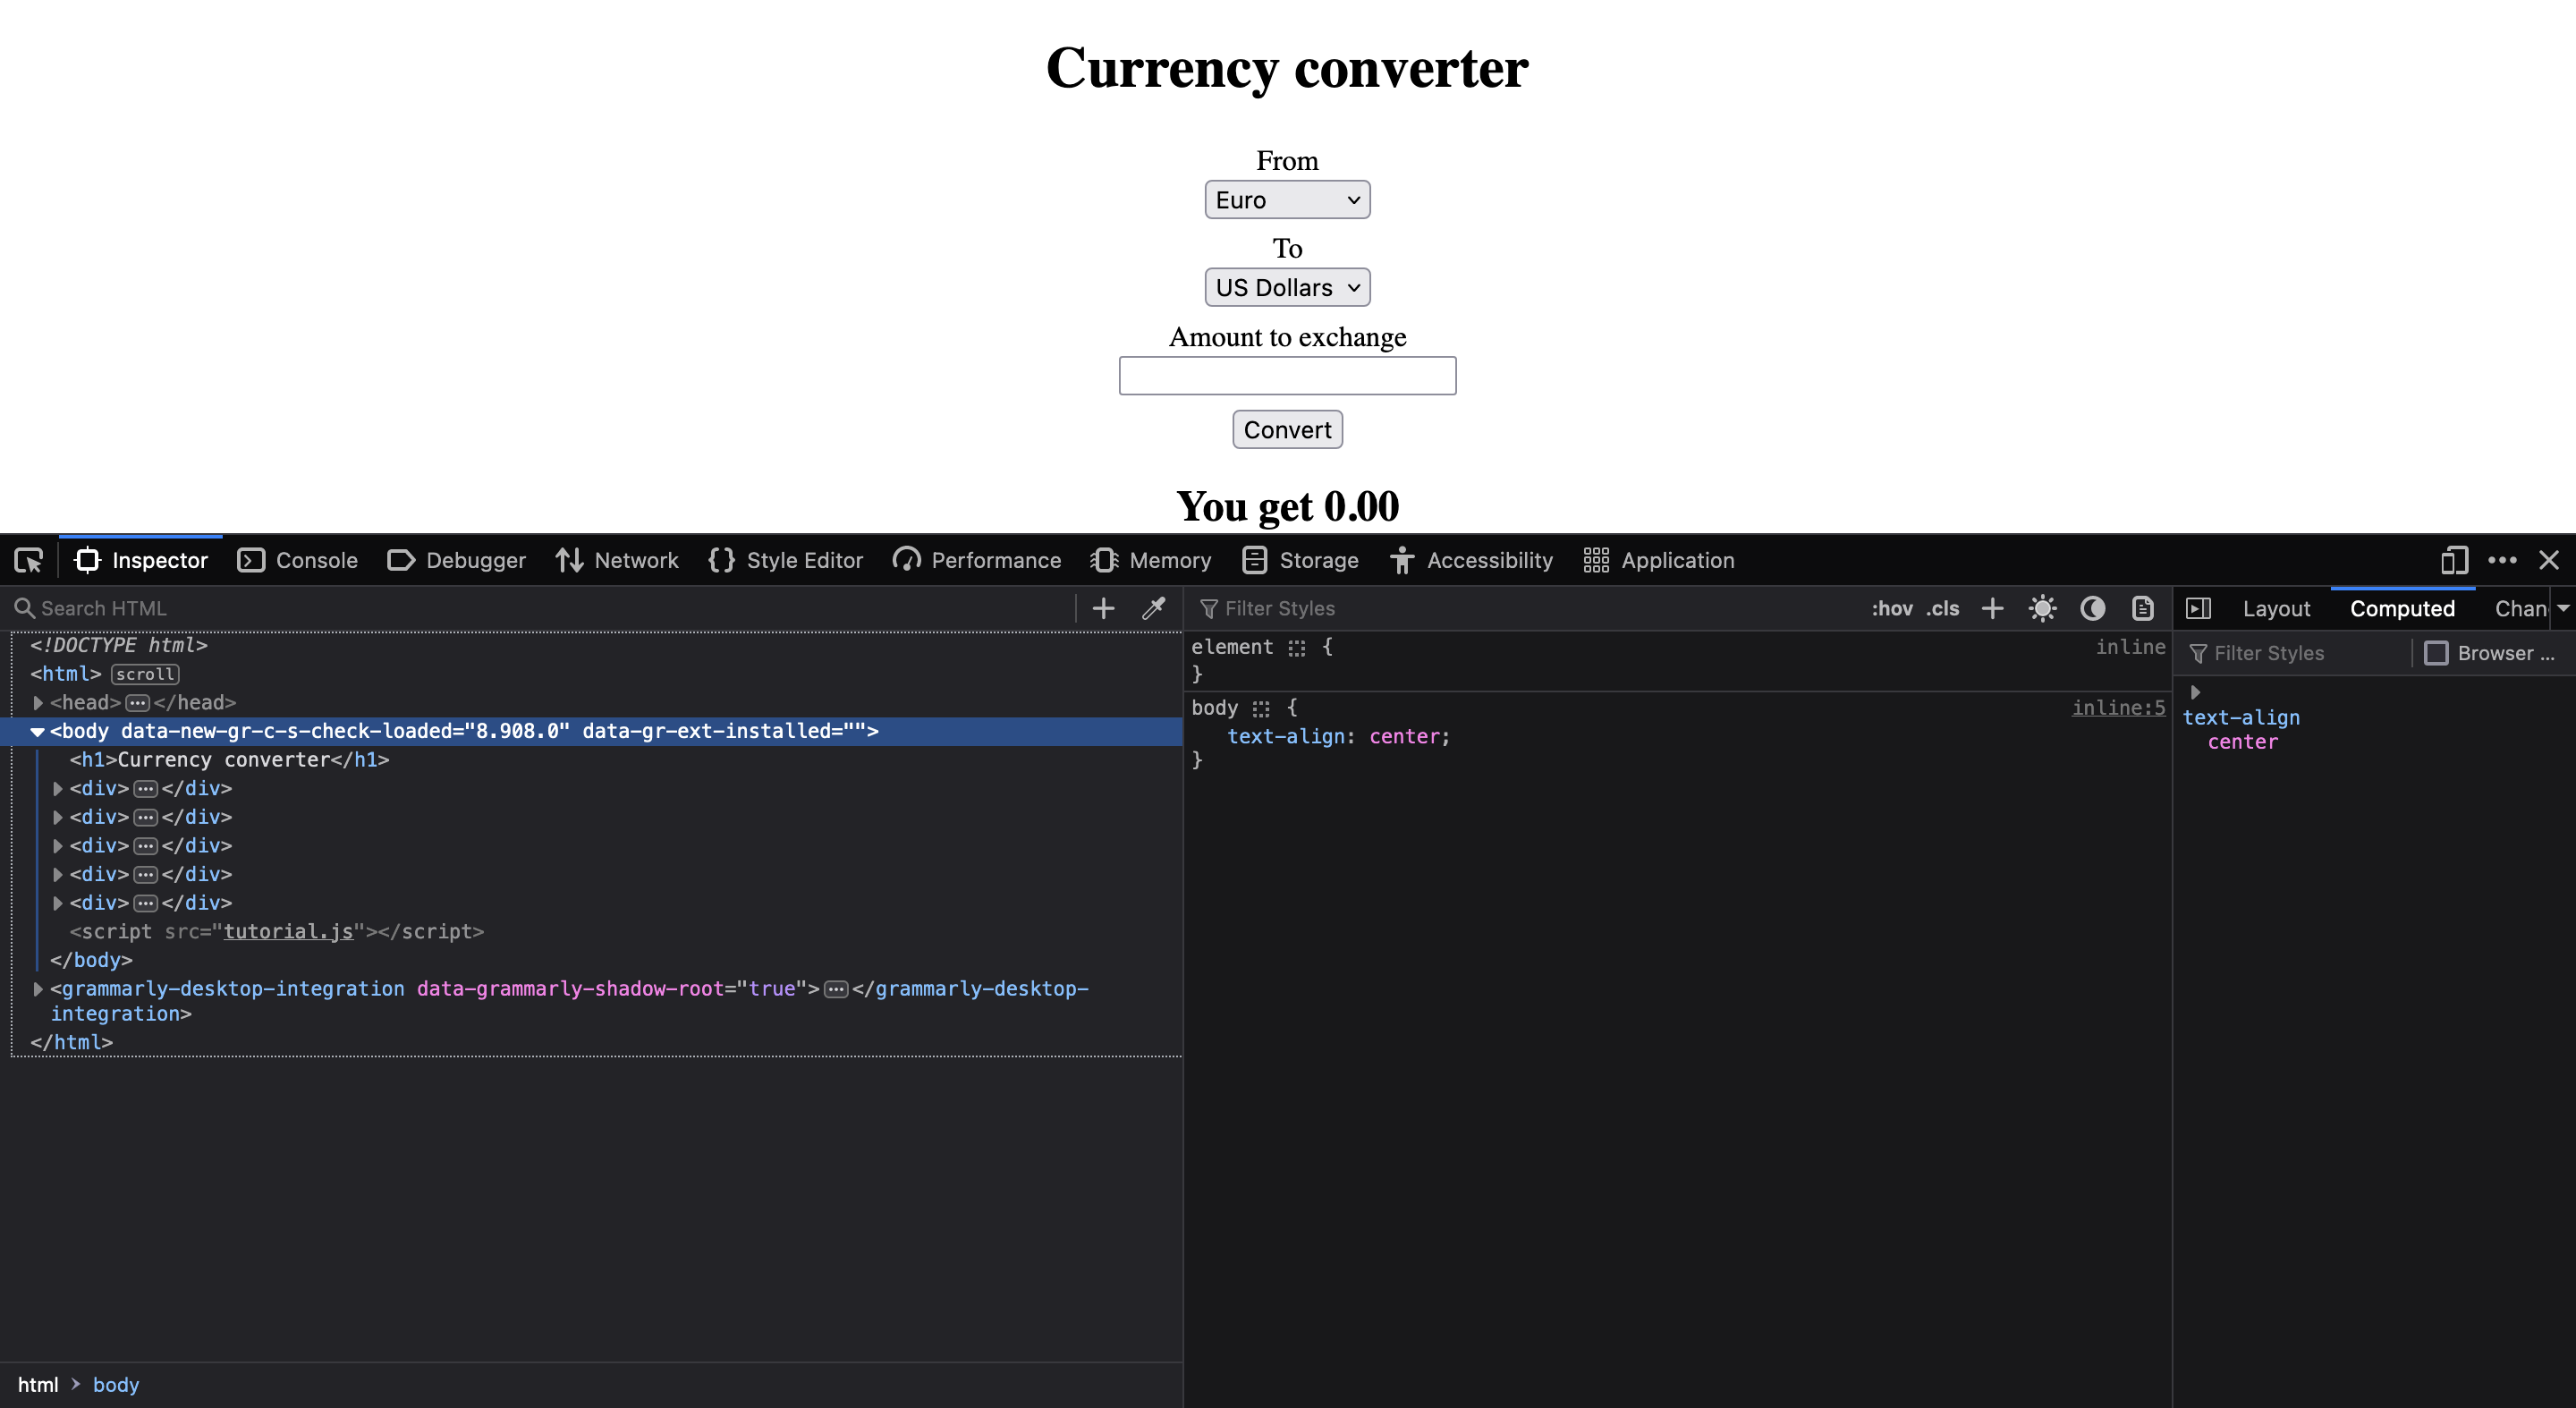 Currency converter
From
Euro
To
US Dollars
Amount to exchange
Convert
You get 0.00
Inspector Console Debugger Network Style Editor Performance Memory Storage Accessibility Application
Search HTML
<!DOCTYPE html>
<html> scroll
<head> ··· </head>
<body data-new-gr-c-s-check-loaded="8.908.0" data-gr-ext-installed="">
<h1>Currency converter</h1>
<div> ··· </div>
<div> ··· </div>
<div> ··· </div>
<div> ··· </div>
<div> ··· </div>
<script src="tutorial.js"></script>
</body>
<grammarly-desktop-integration data-grammarly-shadow-root="true"> ··· </grammarly-desktop-
integration>
</html>
html > body
Filter Styles :hov .cls
element { inline
}
body { inline:5
text-align: center;
}
Layout Computed Chan
Filter Styles Browser ...
text-align
center